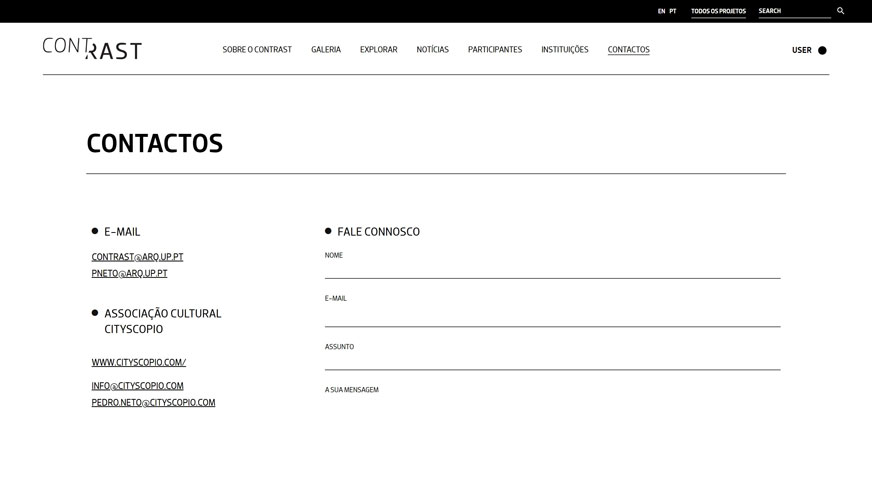 EN PT TODOS OS PROJETOS SEARCH
CONTRAST
SOBRE O CONTRAST GALERIA EXPLORAR NOTÍCIAS PARTICIPANTES INSTITUIÇÕES CONTACTOS
USER
CONTACTOS
E-MAIL
CONTRAST@ARQ.UP.PT
PNETO@ARQ.UP.PT
ASSOCIAÇÃO CULTURAL
CITYSCOPIO
WWW.CITYSCOPIO.COM/
INFO@CITYSCOPIO.COM
PEDRO.NETO@CITYSCOPIO.COM
FALE CONNOSCO
NOME
E-MAIL
ASSUNTO
A SUA MENSAGEM